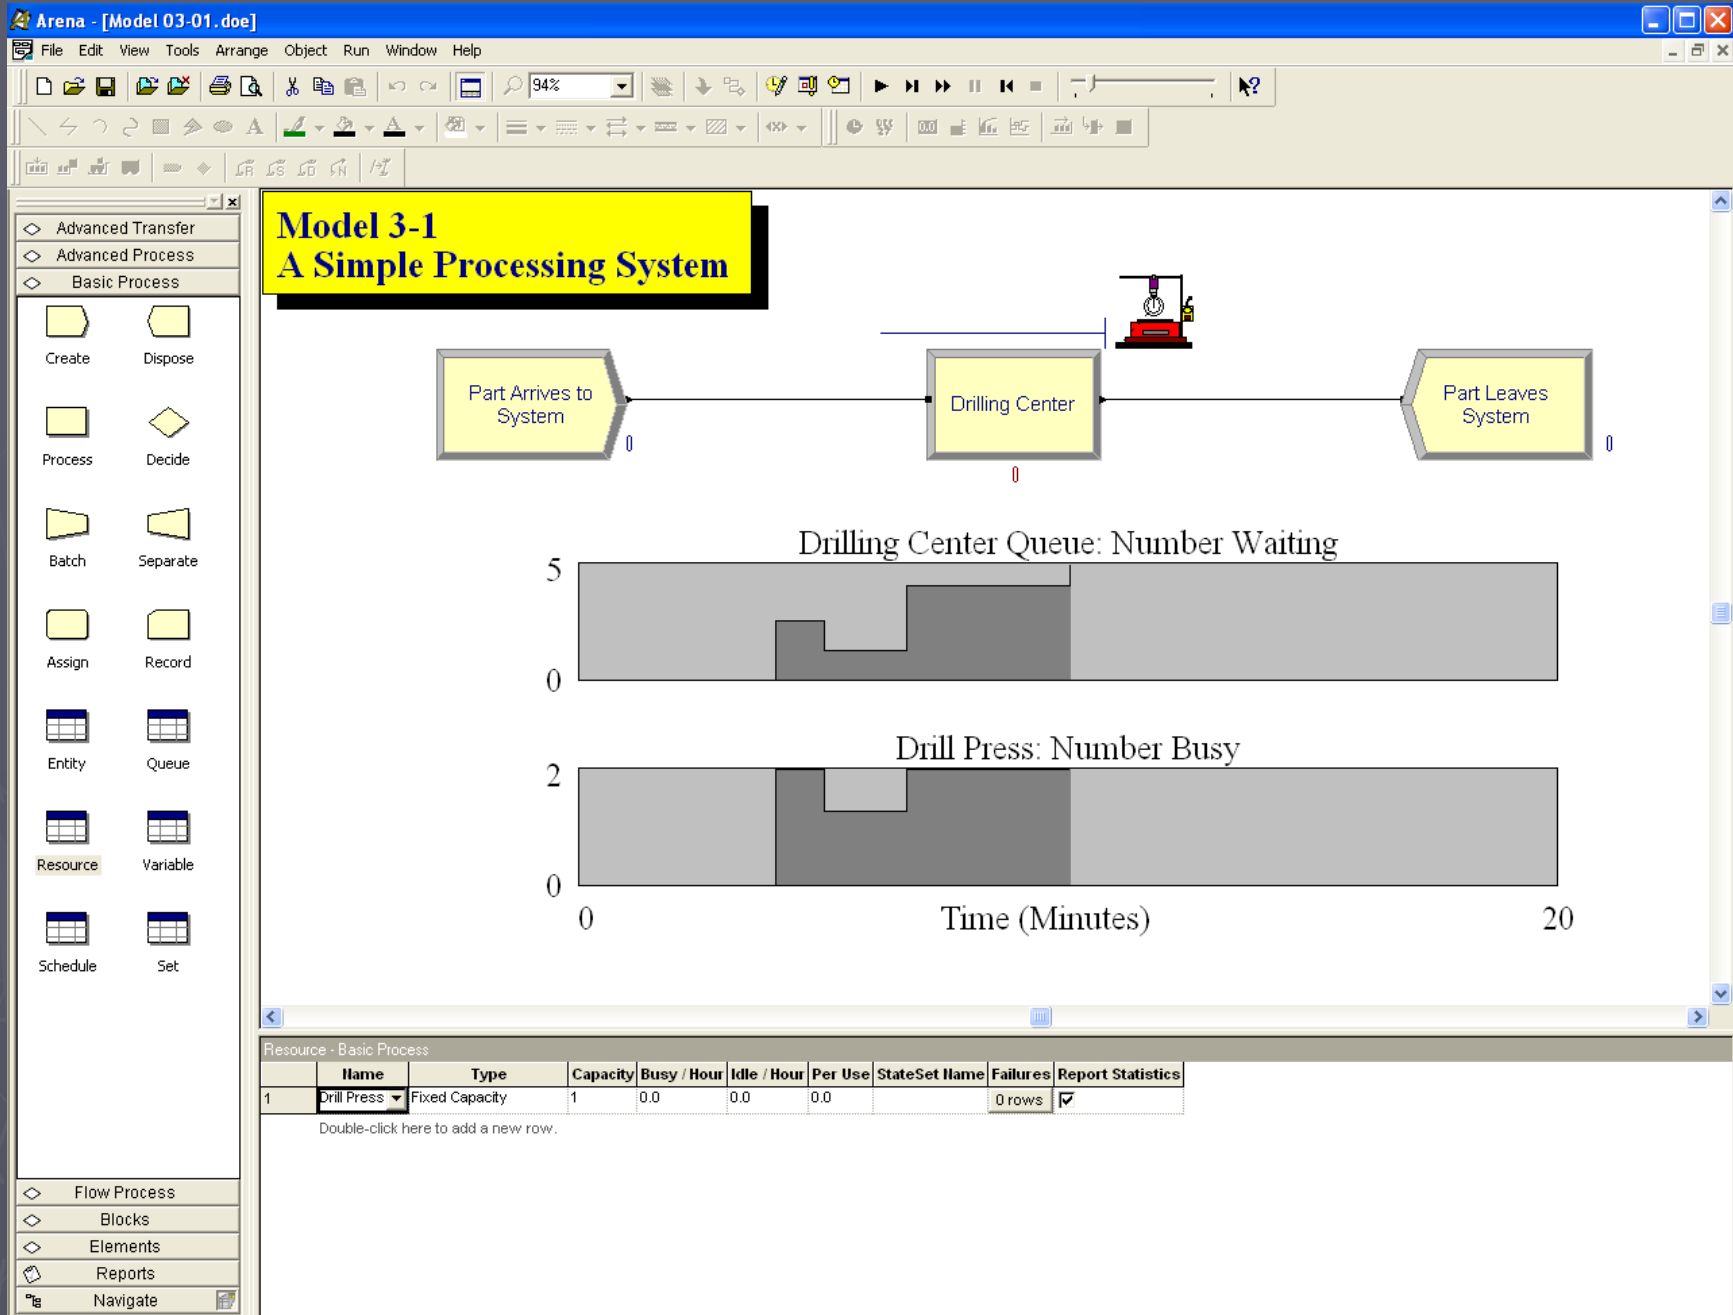 Arena - [Model 03-01.doe]
File Edit View Tools Arrange Object Run Window Help
94%
Advanced Transfer
Advanced Process
Basic Process
Create Dispose
Process Decide
Batch Separate
Assign Record
Entity Queue
Resource Variable
Schedule Set
Flow Process
Blocks
Elements
Reports
Navigate
Model 3-1
A Simple Processing System
Part Arrives to
System
0
Drilling Center
0
Part Leaves
System
0
Drilling Center Queue: Number Waiting
5
0
Drill Press: Number Busy
2
0
0 Time (Minutes) 20
Resource - Basic Process
Name Type Capacity Busy / Hour Idle / Hour Per Use StateSet Name Failures Report Statistics
1 Drill Press Fixed Capacity 1 0.0 0.0 0.0 0 rows
Double-click here to add a new row.